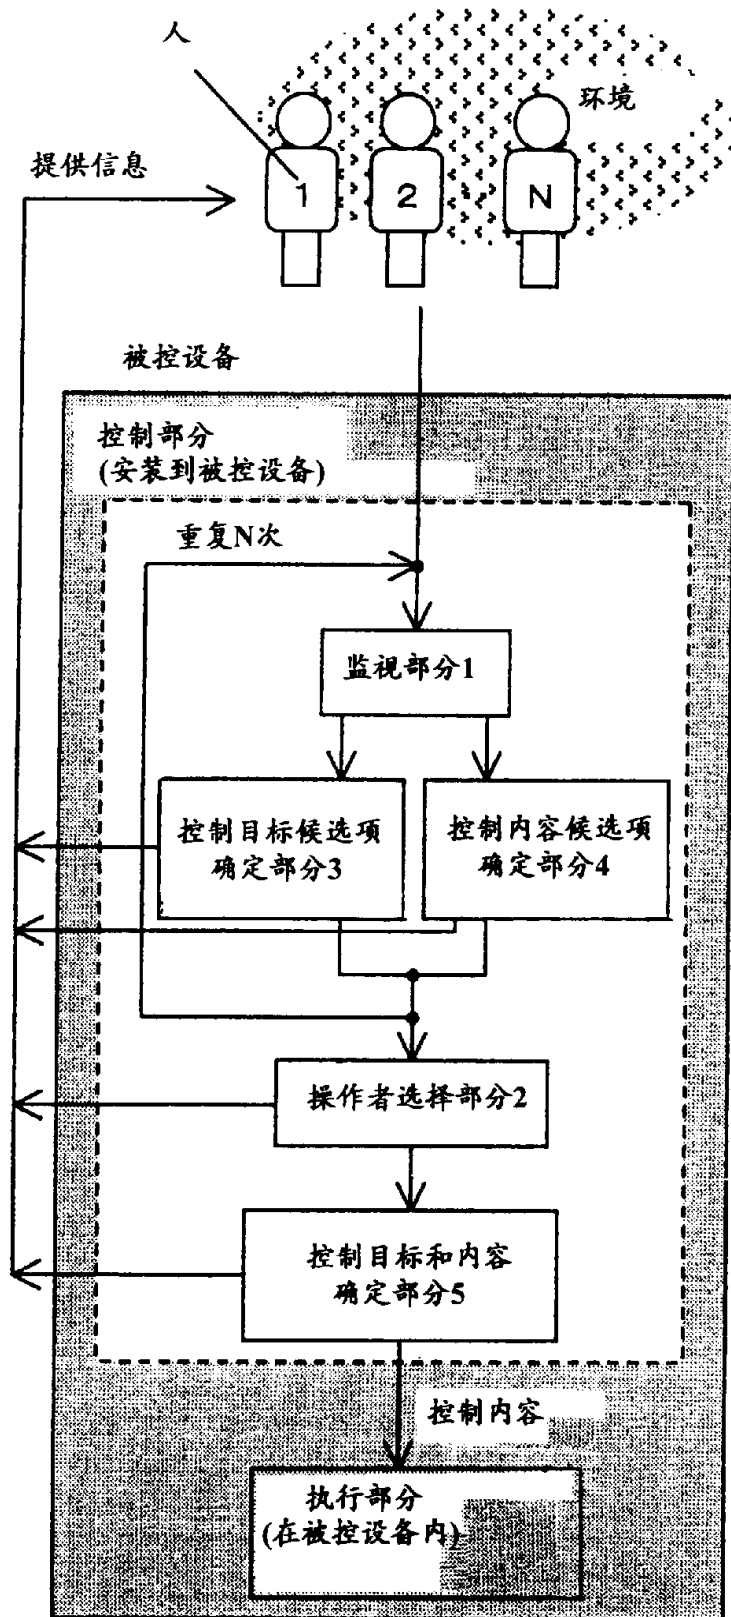 人
环境
提供信息
1
2
N
被控设备
控制部分
(安装到被控设备)
重复N次
监视部分1
控制目标候选项
确定部分3
控制内容候选项
确定部分4
操作者选择部分2
控制目标和内容
确定部分5
控制内容
执行部分
(在被控设备内)